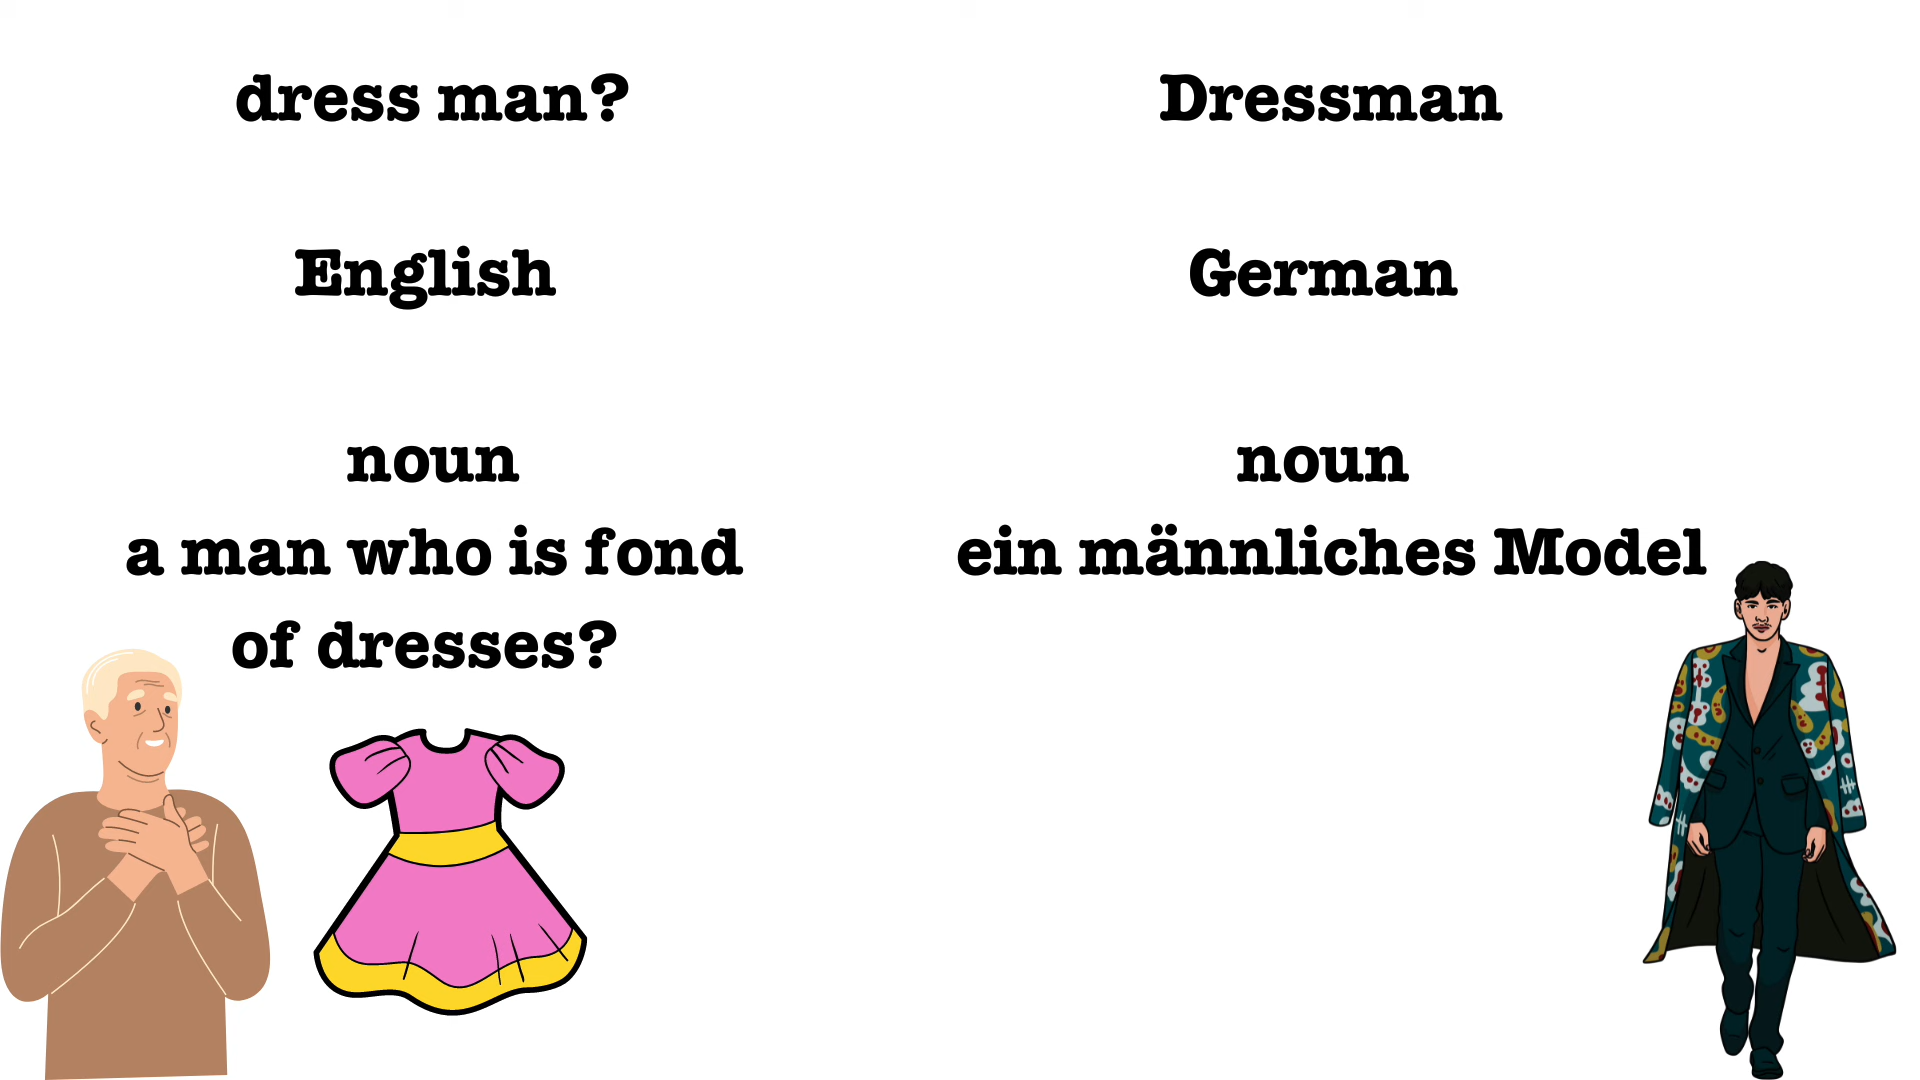 dress man?
English
noun
a man who is fond
of dresses?
Dressman
German
noun
ein männliches Model